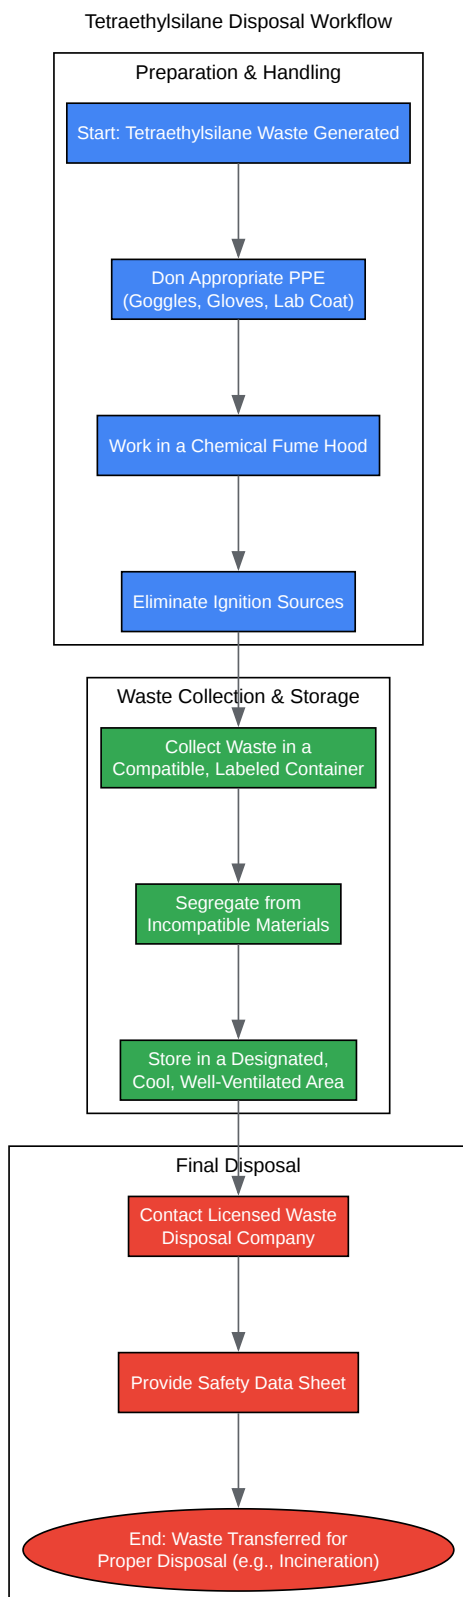 Tetraethylsilane Disposal Workflow
Preparation & Handling
Start: Tetraethylsilane Waste Generated
Don Appropriate PPE
(Goggles, Gloves, Lab Coat)
Work in a Chemical Fume Hood
Eliminate Ignition Sources
Waste Collection & Storage
Collect Waste in a
Compatible, Labeled Container
Segregate from
Incompatible Materials
Store in a Designated,
Cool, Well-Ventilated Area
Final Disposal
Contact Licensed Waste
Disposal Company
Provide Safety Data Sheet
End: Waste Transferred for
Proper Disposal (e.g., Incineration)